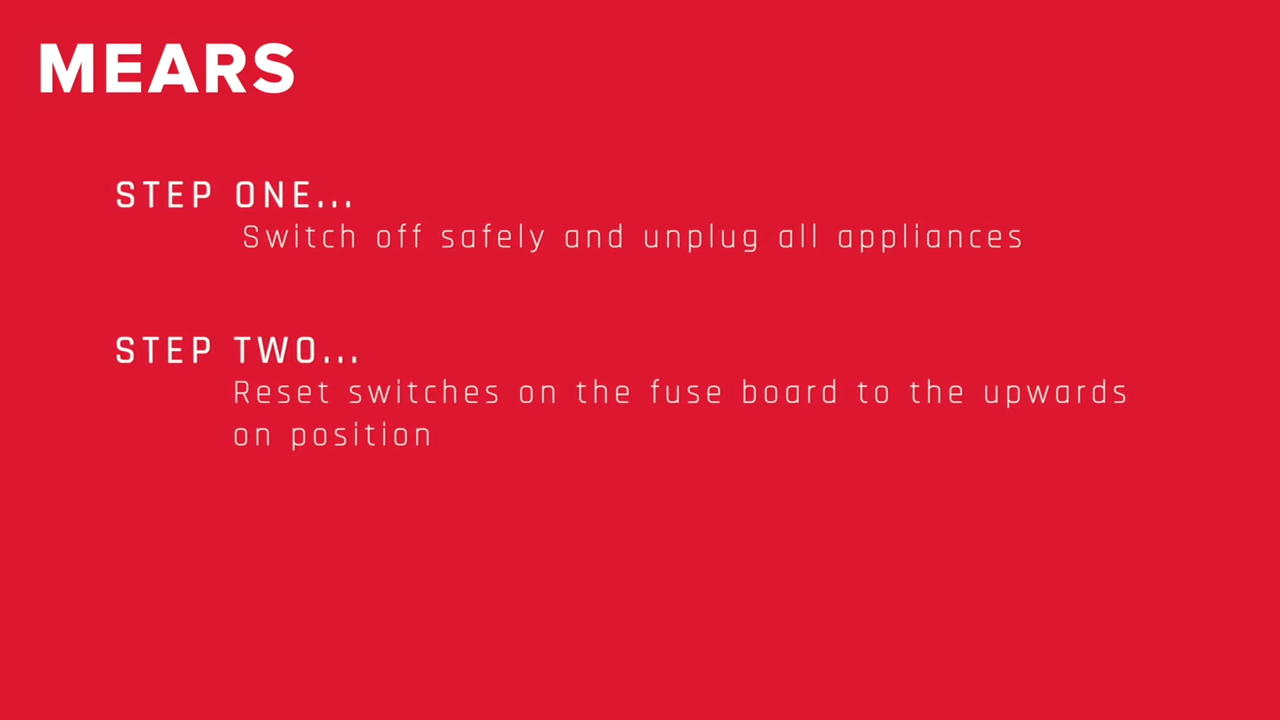 MEARS
STEP ONE...
Switch off safely and unplug all appliances
STEP TWO...
Reset switches on the fuse board to the upwards
on position